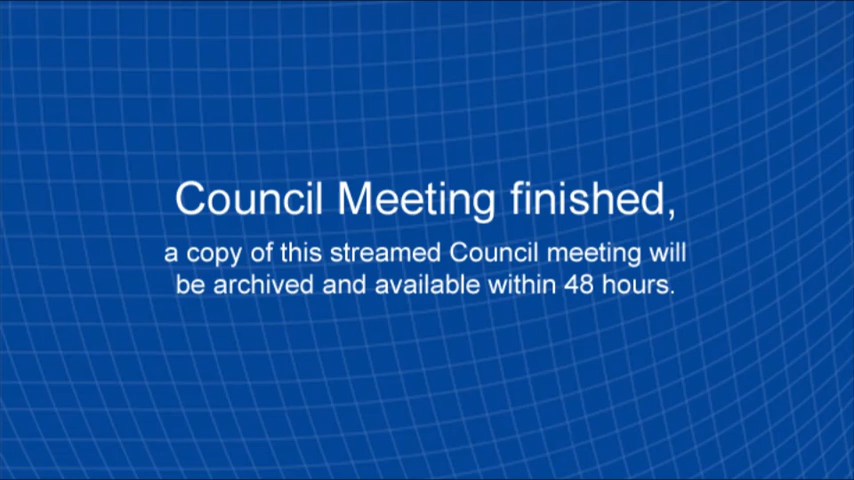 Council Meeting finished,
a copy of this streamed Council meeting will
be archived and available within 48 hours.